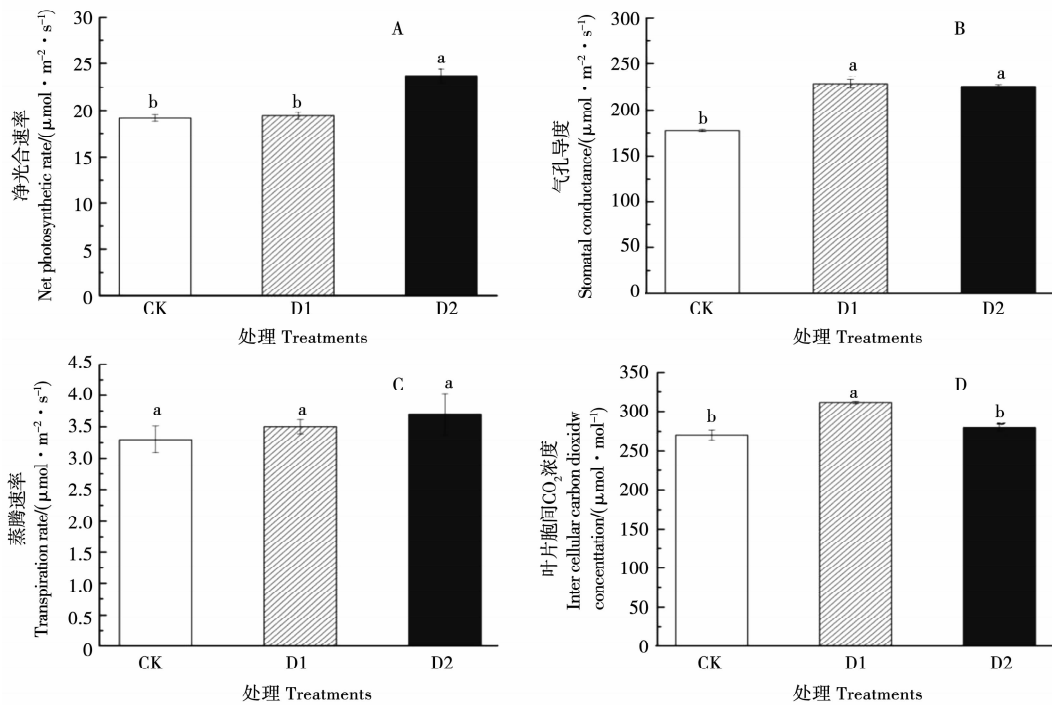 A
净光合速率
Net photosynthetic rate/(μmol·m⁻²·s⁻¹)
30
25
20
15
10
5
0
b
b
a
CK
D1
D2
处理 Treatments
B
气孔导度
Stomatal conductance/(μmol·m⁻²·s⁻¹)
300
250
200
175
100
50
0
b
a
a
CK
D1
D2
处理 Treatments
C
蒸腾速率
Transpiration rate/(μmol·m⁻²·s⁻¹)
4.5
4.0
3.5
3.0
2.5
2.0
1.5
1.0
0.5
0
a
a
a
CK
D1
D2
处理 Treatments
D
叶片胞间CO₂浓度
Inter cellular carbon dioxidw
concenttation/(μmol·mol⁻¹)
350
300
250
200
150
100
50
0
b
a
b
CK
D1
D2
处理 Treatments